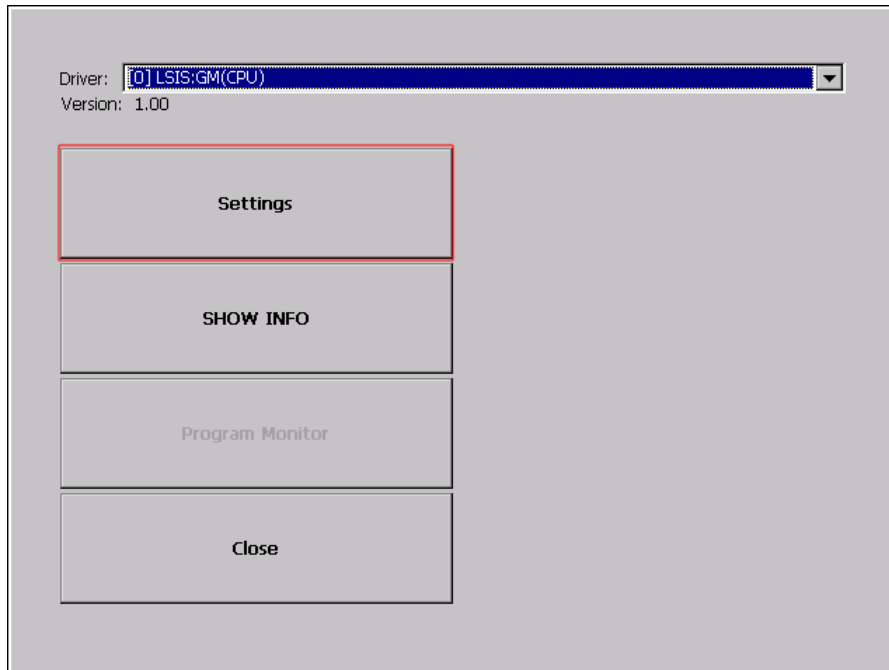 Driver: [0] LSIS:GM(CPU)
Version: 1.00
Settings
SHOW INFO
Program Monitor
Close